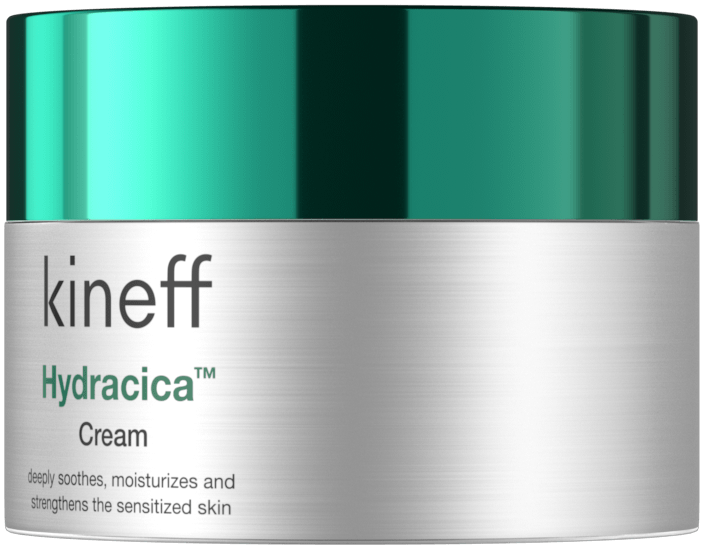 kineff
Hydracica™
Cream
deeply soothes, moisturizes and
strengthens the sensitized skin